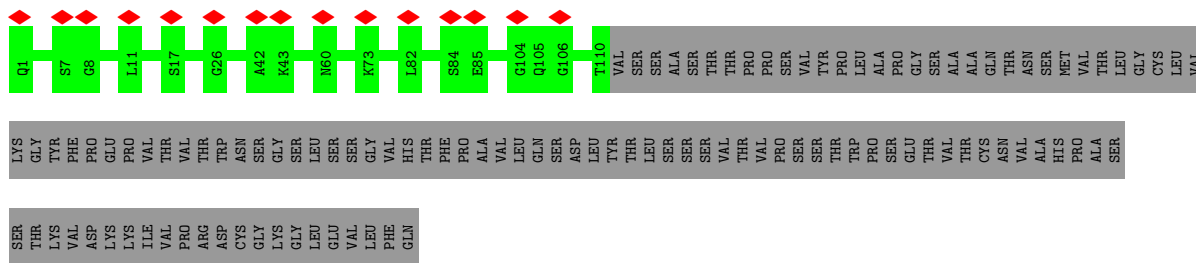 Q1 S7 G8 L11 S17 G26 A42 K43 N60 K73 L82 S84 E85 G104 Q105 G106 T110 VAL SER SER ALA SER THR THR PRO PRO SER VAL TYR PRO LEU ALA PRO GLY SER ALA ALA GLN THR ASN SER MET VAL THR LEU GLY CYS LEU VAL
LYS GLY TYR PHE PRO GLU PRO VAL THR VAL THR TRP ASN SER GLY SER LEU SER SER GLY VAL HIS THR PHE PRO ALA VAL LEU GLN SER ASP LEU TYR THR LEU SER SER SER VAL THR VAL PRO SER SER THR TRP PRO SER GLU THR VAL THR CYS ASN VAL ALA HIS PRO ALA SER
SER THR LYS VAL ASP LYS LYS ILE VAL PRO ARG ASP CYS GLY LYS GLY LEU GLU VAL LEU PHE GLN